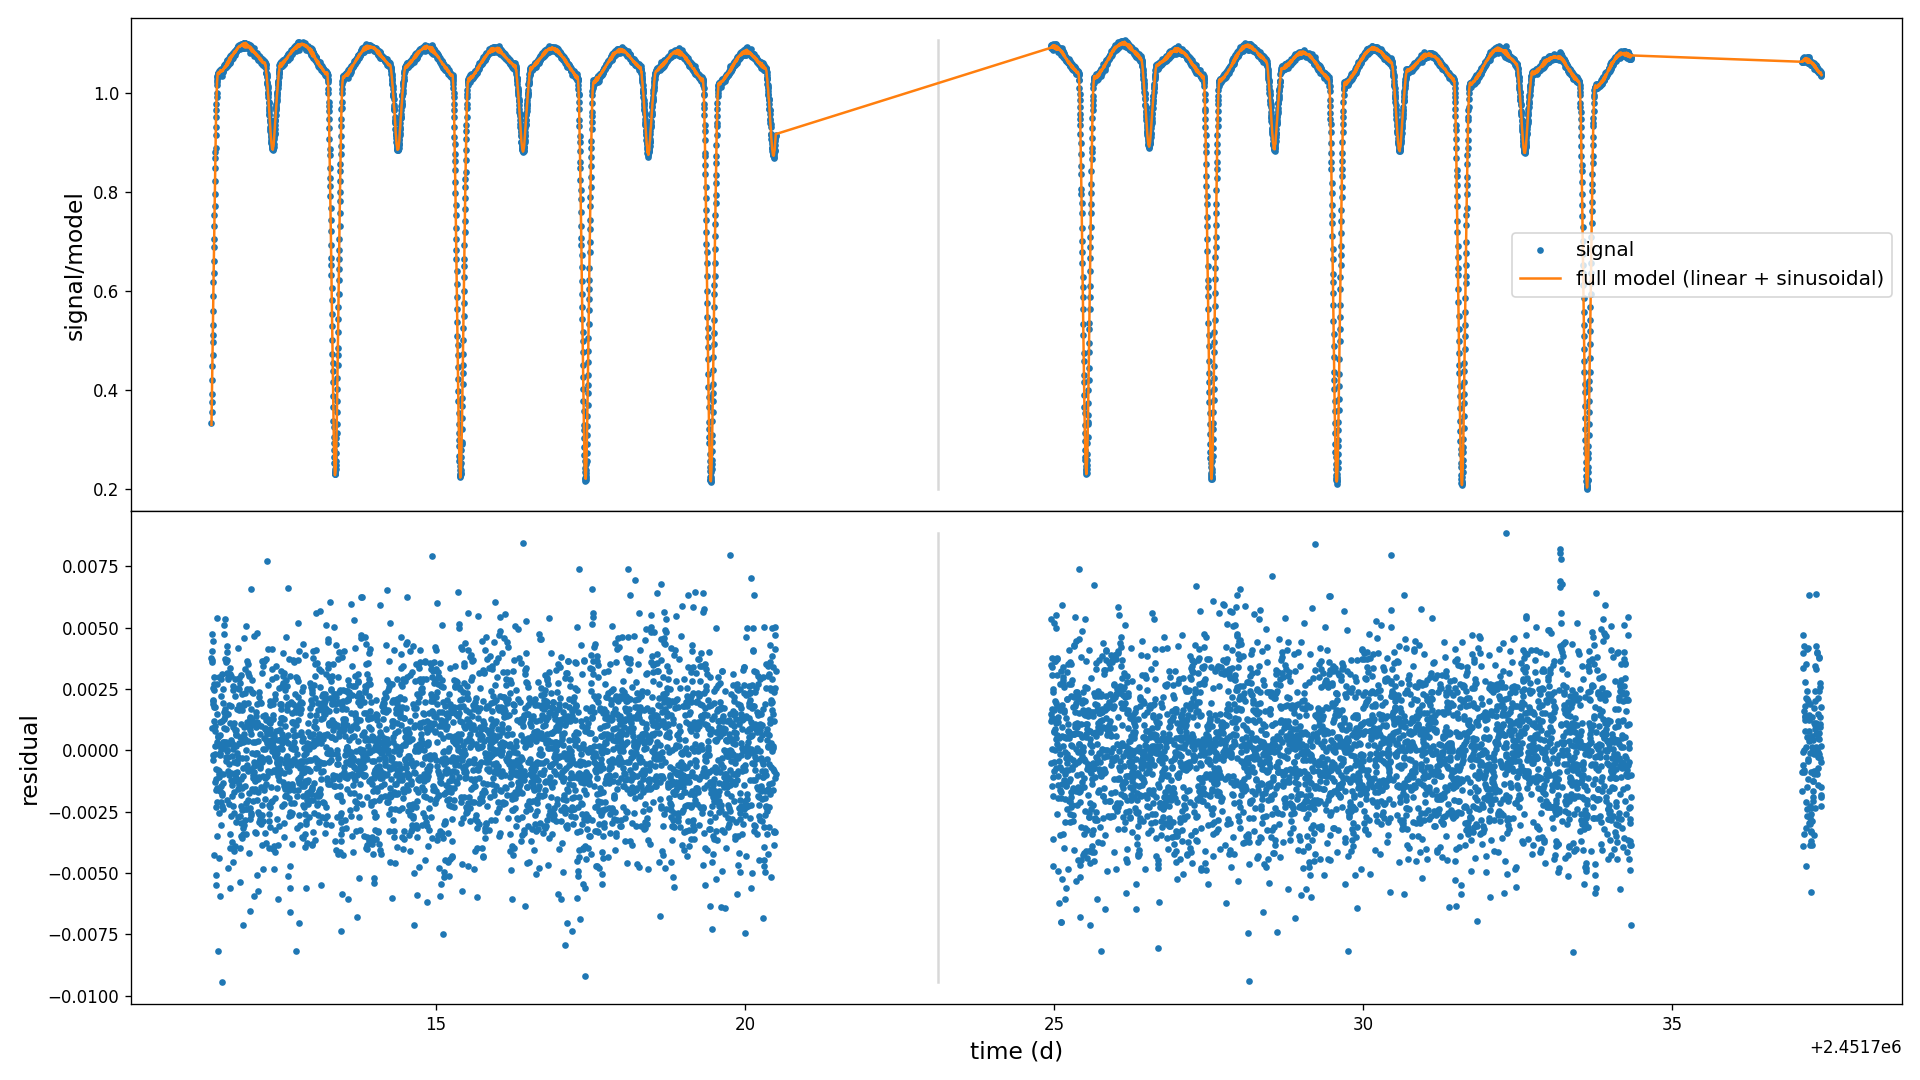 signal/model
1.0
0.8
0.6
0.4
0.2
signal
full model (linear + sinusoidal)
residual
0.0075
0.0050
0.0025
0.0000
−0.0025
−0.0050
−0.0075
−0.0100
15 20 25 30 35
time (d)
+2.4517e6